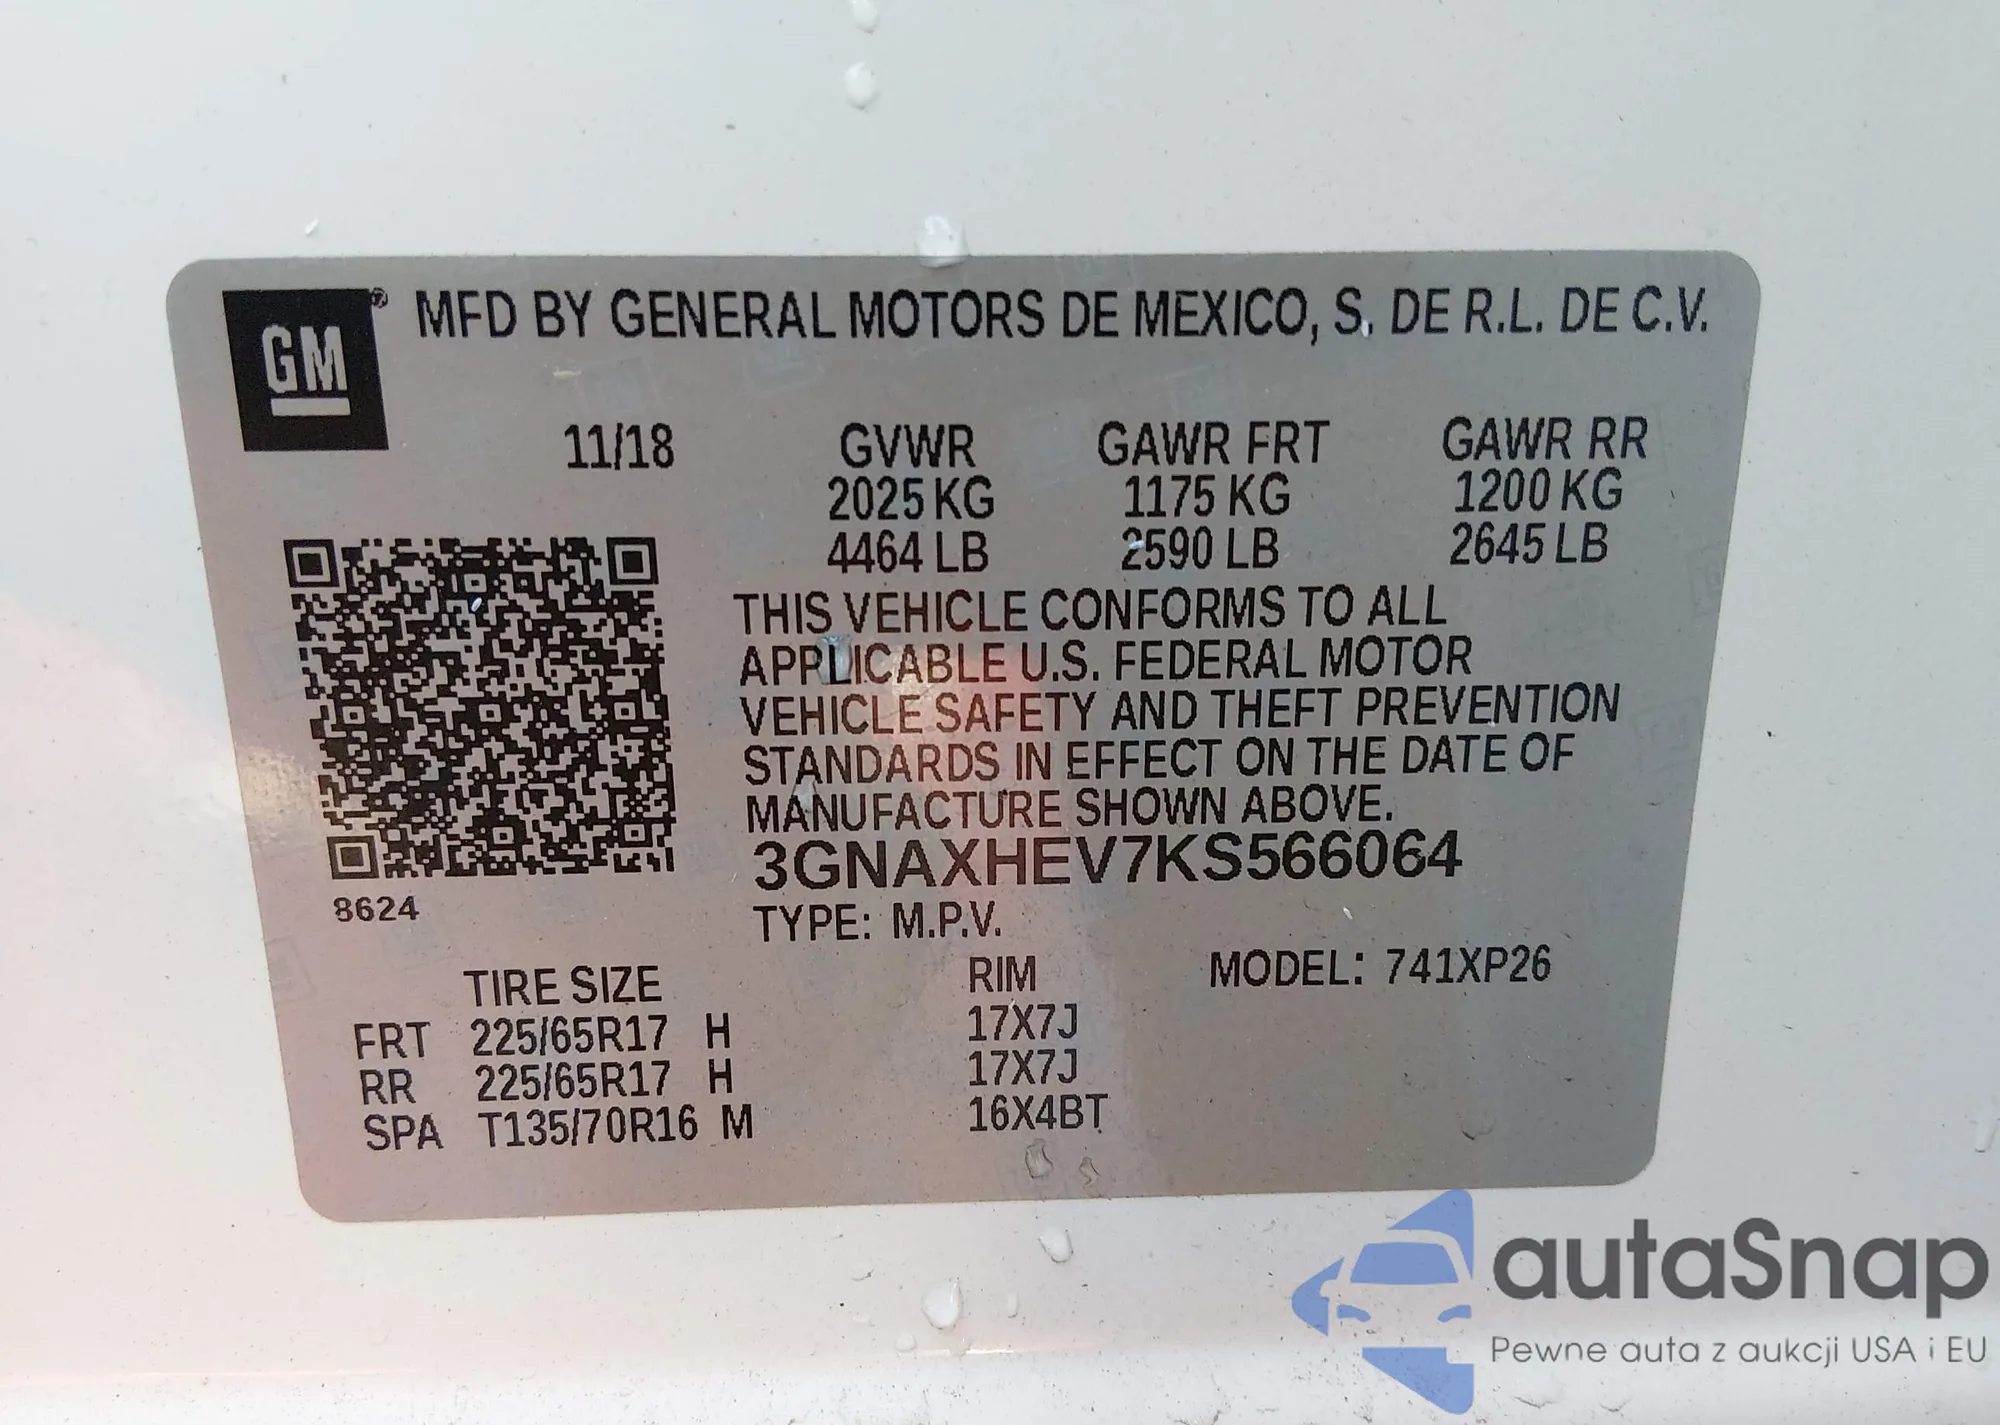 GM® MFD BY GENERAL MOTORS DE MEXICO, S. DE R.L. DE C.V.
11/18 GVWR GAWR FRT GAWR RR
2025 KG 1175 KG 1200 KG
4464 LB 2590 LB 2645 LB
THIS VEHICLE CONFORMS TO ALL
APPLICABLE U.S. FEDERAL MOTOR
VEHICLE SAFETY AND THEFT PREVENTION
STANDARDS IN EFFECT ON THE DATE OF
MANUFACTURE SHOWN ABOVE.
3GNAXHEV7KS566064
8624
TYPE: M.P.V.
TIRE SIZE RIM MODEL: 741XP26
FRT 225/65R17 H 17X7J
RR 225/65R17 H 17X7J
SPA T135/70R16 M 16X4BT
autaSnap
Pewne auta z aukcji USA i EU